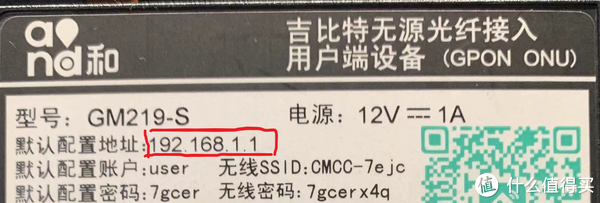 and和
吉比特无源光纤接入
用户端设备 (GPON ONU)
型号: GM219-S 电源: 12V⎓1A
默认配置地址:192.168.1.1
默认配置账户:user 无线SSID:CMCC-7ejc
默认配置密码:7gcer 无线密码:7gcerx4q
值 什么值得买